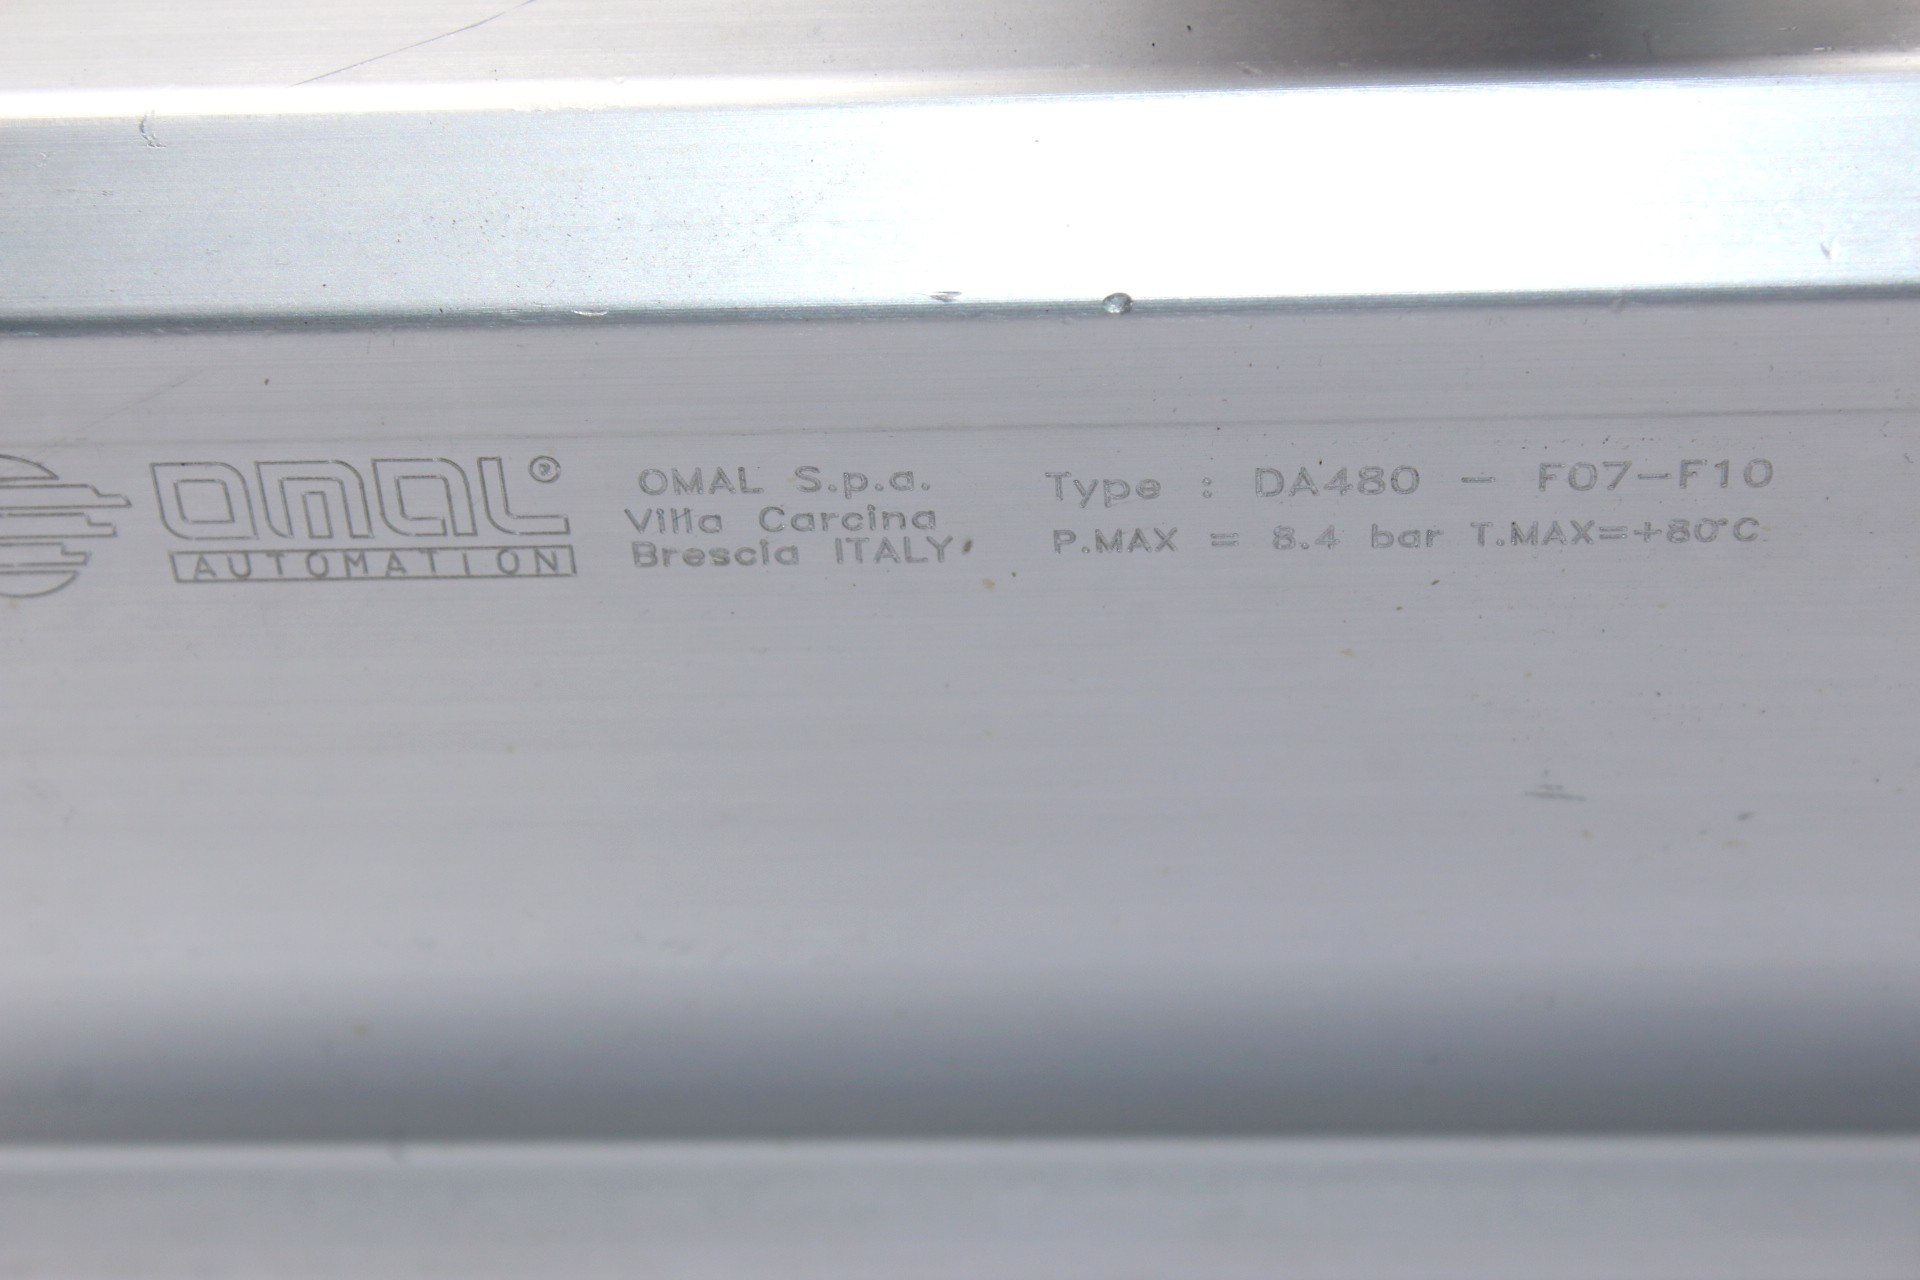 OMAL®
AUTOMATION
OMAL S.p.a.
Villa Carcina
Brescia ITALY
Type : DA480 - F07-F10
P.MAX = 8.4 bar T.MAX=+80°C